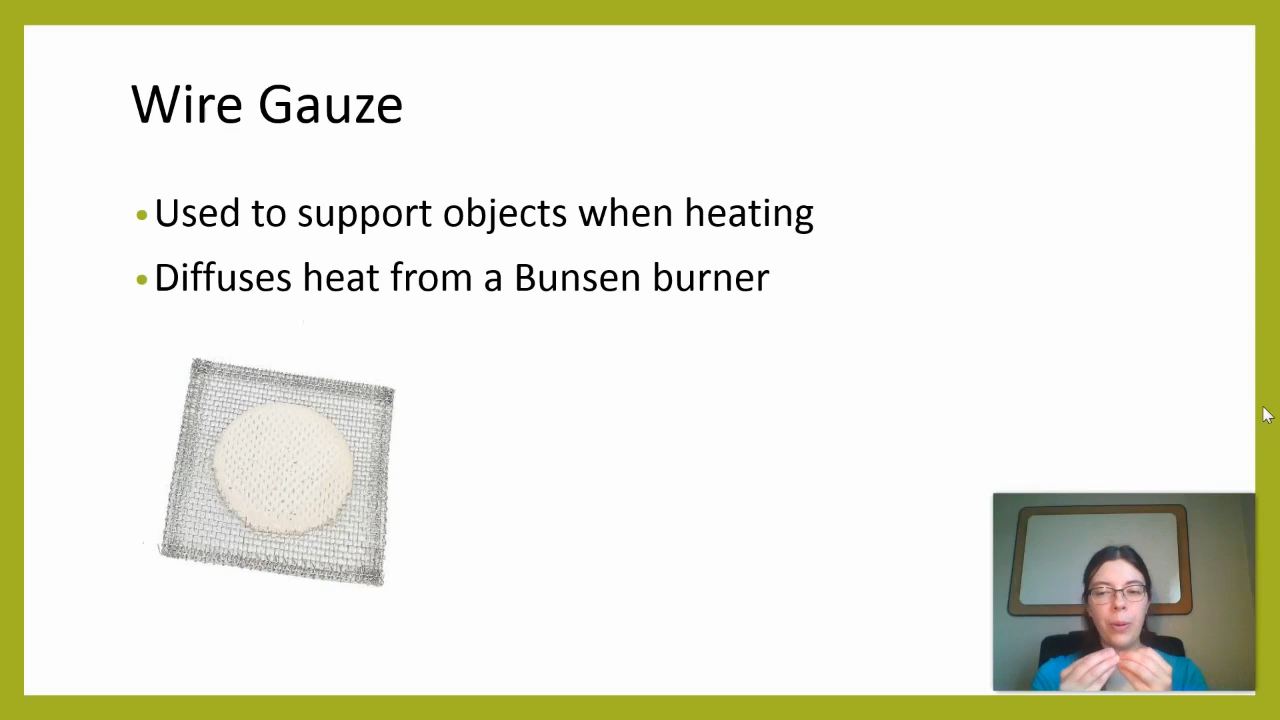 Wire Gauze
•Used to support objects when heating
•Diffuses heat from a Bunsen burner